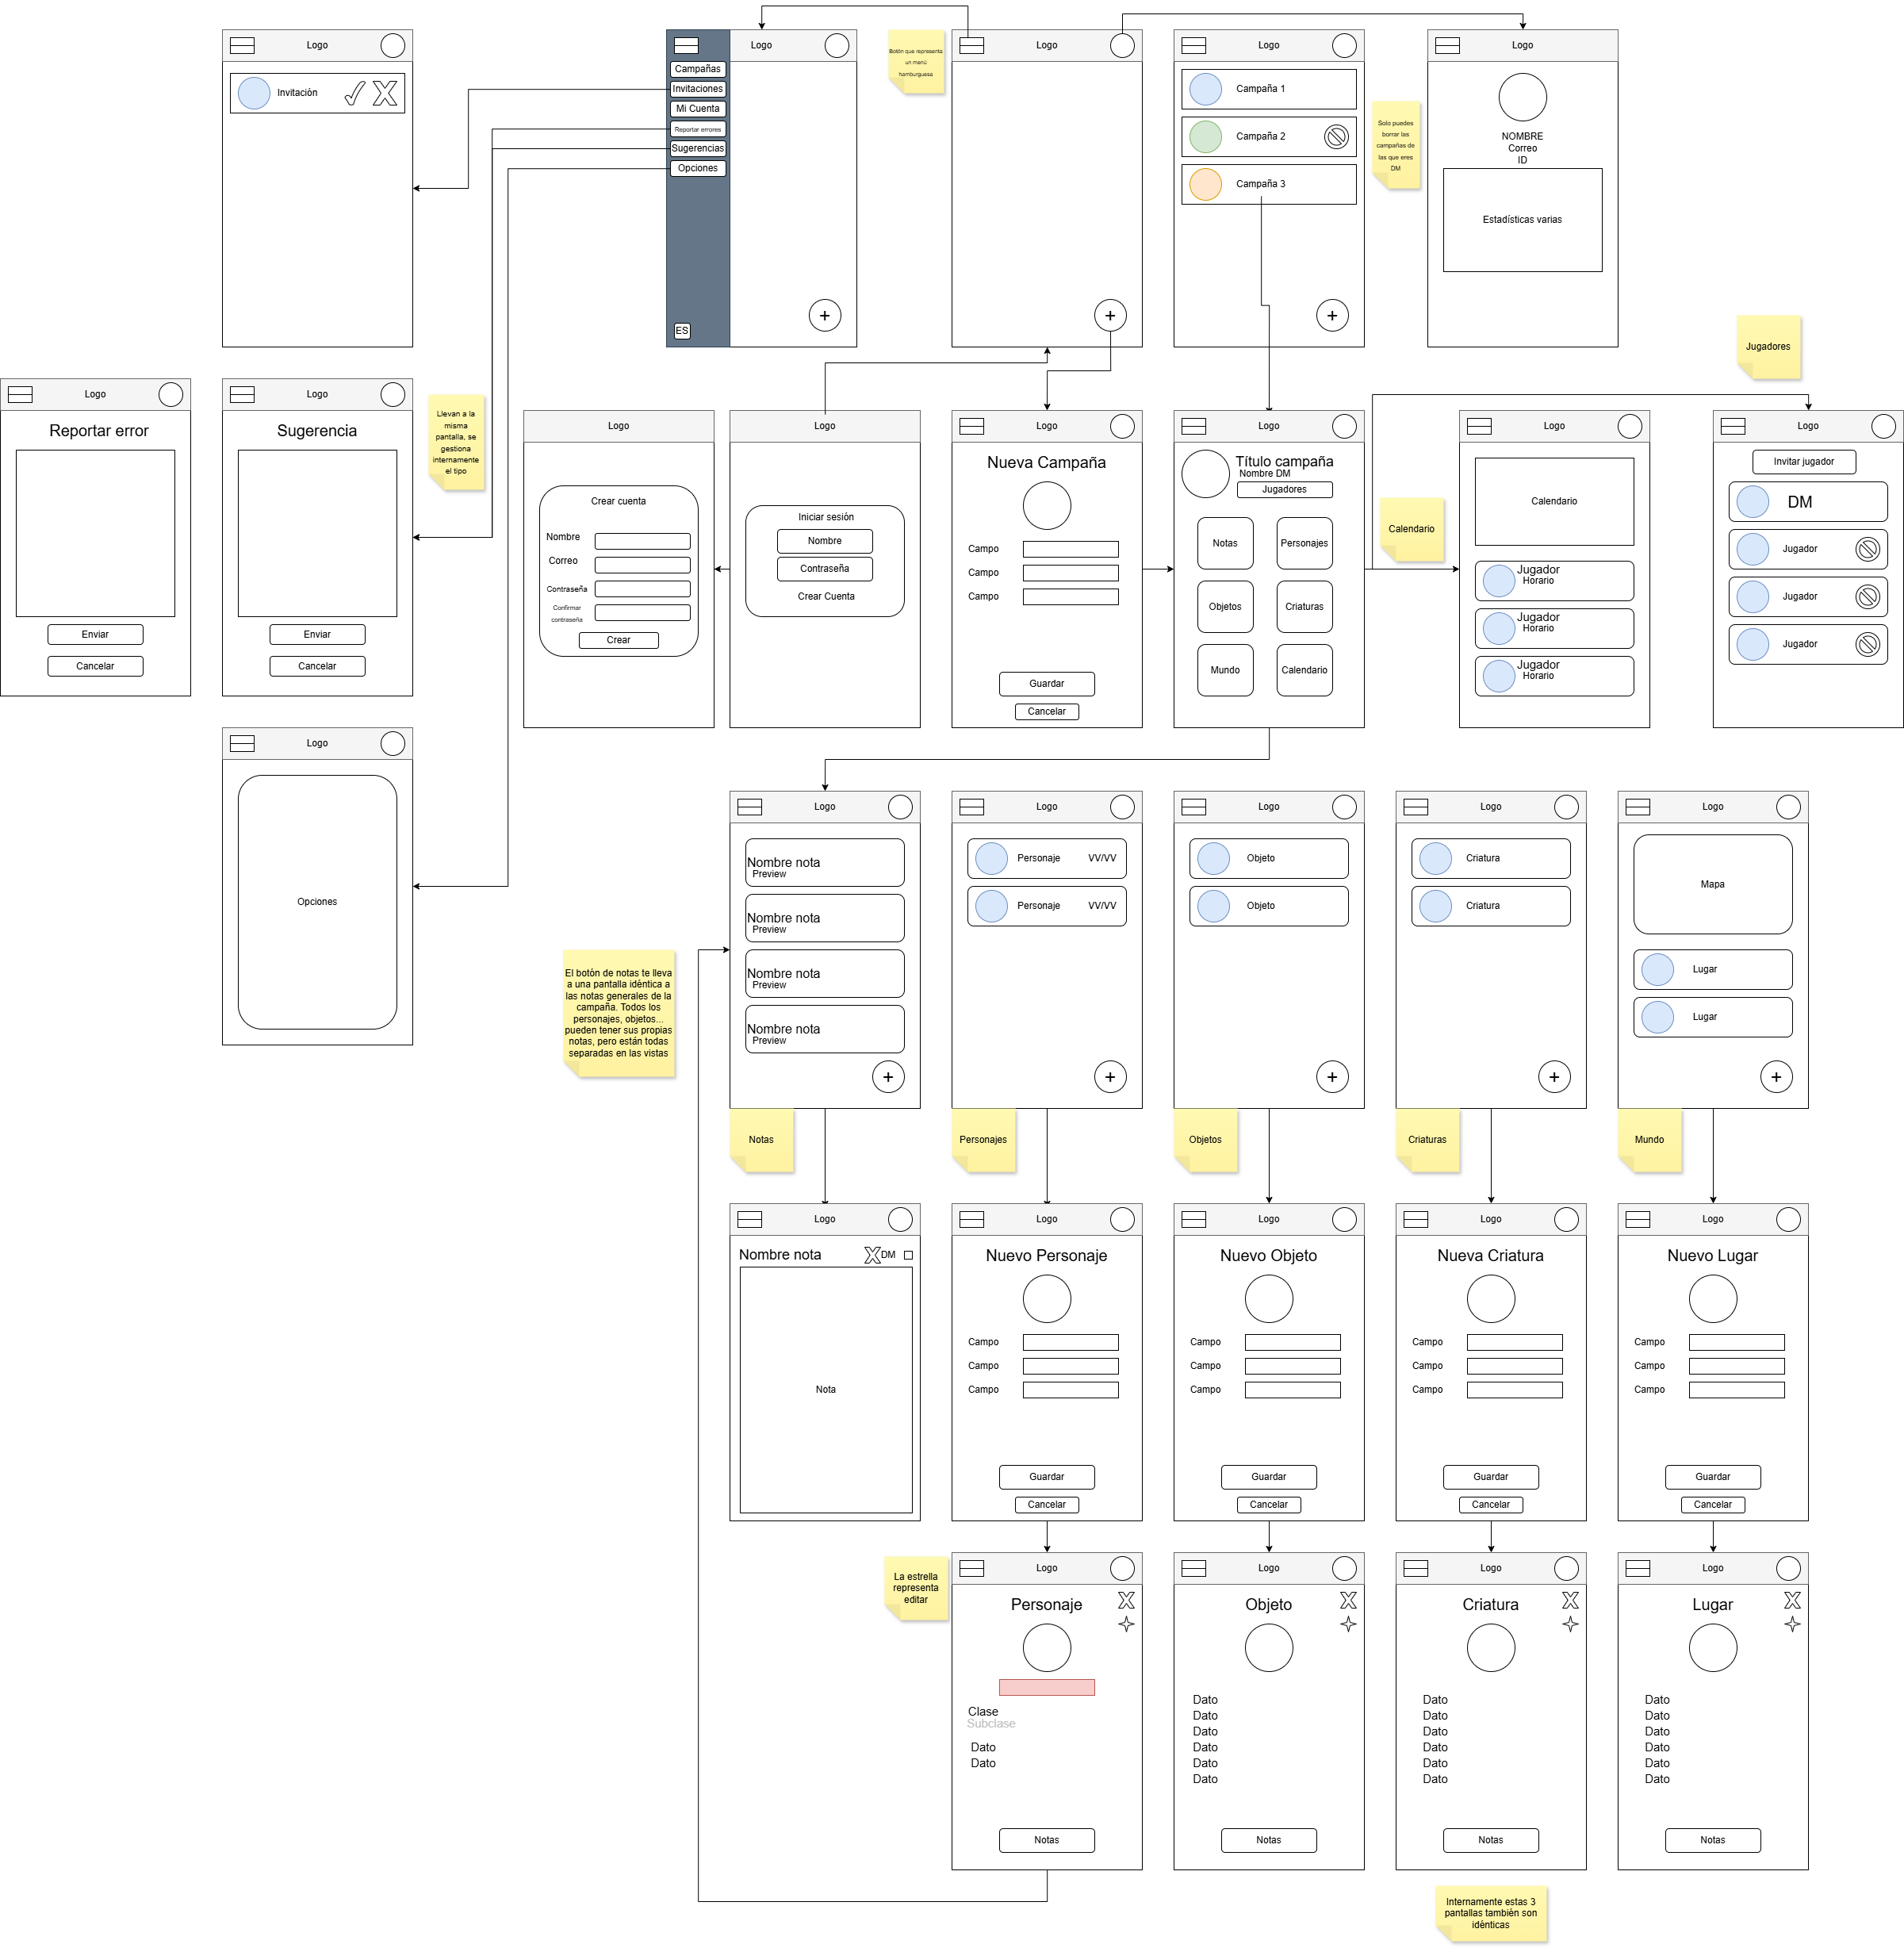 Logo
Invitación
Campañas
Invitaciones
Mi Cuenta
Reportar errores
Sugerencias
Opciones
ES
Logo
+
Botón que representa
un menú
hamburguesa
Logo
+
Logo
Campaña 1
Campaña 2
Campaña 3
+
Solo puedes
borrar las
campañas de
las que eres
DM
Logo
NOMBRE
Correo
ID
Estadísticas varias
Jugadores
Logo
Reportar error
Enviar
Cancelar
Logo
Sugerencia
Enviar
Cancelar
Llevan a la
misma
pantalla, se
gestiona
internamente
el tipo
Logo
Crear cuenta
Nombre
Correo
Contraseña
Confirmar
contraseña
Crear
Logo
Iniciar sesión
Nombre
Contraseña
Crear Cuenta
Logo
Nueva Campaña
Campo
Campo
Campo
Guardar
Cancelar
Logo
Título campaña
Nombre DM
Jugadores
Notas
Personajes
Objetos
Criaturas
Mundo
Calendario
Calendario
Logo
Calendario
Jugador
Horario
Jugador
Horario
Jugador
Horario
Logo
Invitar jugador
DM
Jugador
Jugador
Jugador
Logo
Opciones
El botón de notas te lleva
a una pantalla idéntica a
las notas generales de la
campaña. Todos los
personajes, objetos...
pueden tener sus propias
notas, pero están todas
separadas en las vistas
Logo
Nombre nota
Preview
Nombre nota
Preview
Nombre nota
Preview
Nombre nota
Preview
+
Notas
Logo
Personaje VV/VV
Personaje VV/VV
+
Personajes
Logo
Objeto
Objeto
+
Objetos
Logo
Criatura
Criatura
+
Criaturas
Logo
Mapa
Lugar
Lugar
+
Mundo
Logo
Nombre nota
DM
Nota
Logo
Nuevo Personaje
Campo
Campo
Campo
Guardar
Cancelar
Logo
Nuevo Objeto
Campo
Campo
Campo
Guardar
Cancelar
Logo
Nueva Criatura
Campo
Campo
Campo
Guardar
Cancelar
Logo
Nuevo Lugar
Campo
Campo
Campo
Guardar
Cancelar
La estrella
representa
editar
Logo
Personaje
Clase
Subclase
Dato
Dato
Notas
Logo
Objeto
Dato
Dato
Dato
Dato
Dato
Dato
Notas
Logo
Criatura
Dato
Dato
Dato
Dato
Dato
Dato
Notas
Logo
Lugar
Dato
Dato
Dato
Dato
Dato
Dato
Notas
Internamente estas 3
pantallas también son
idénticas